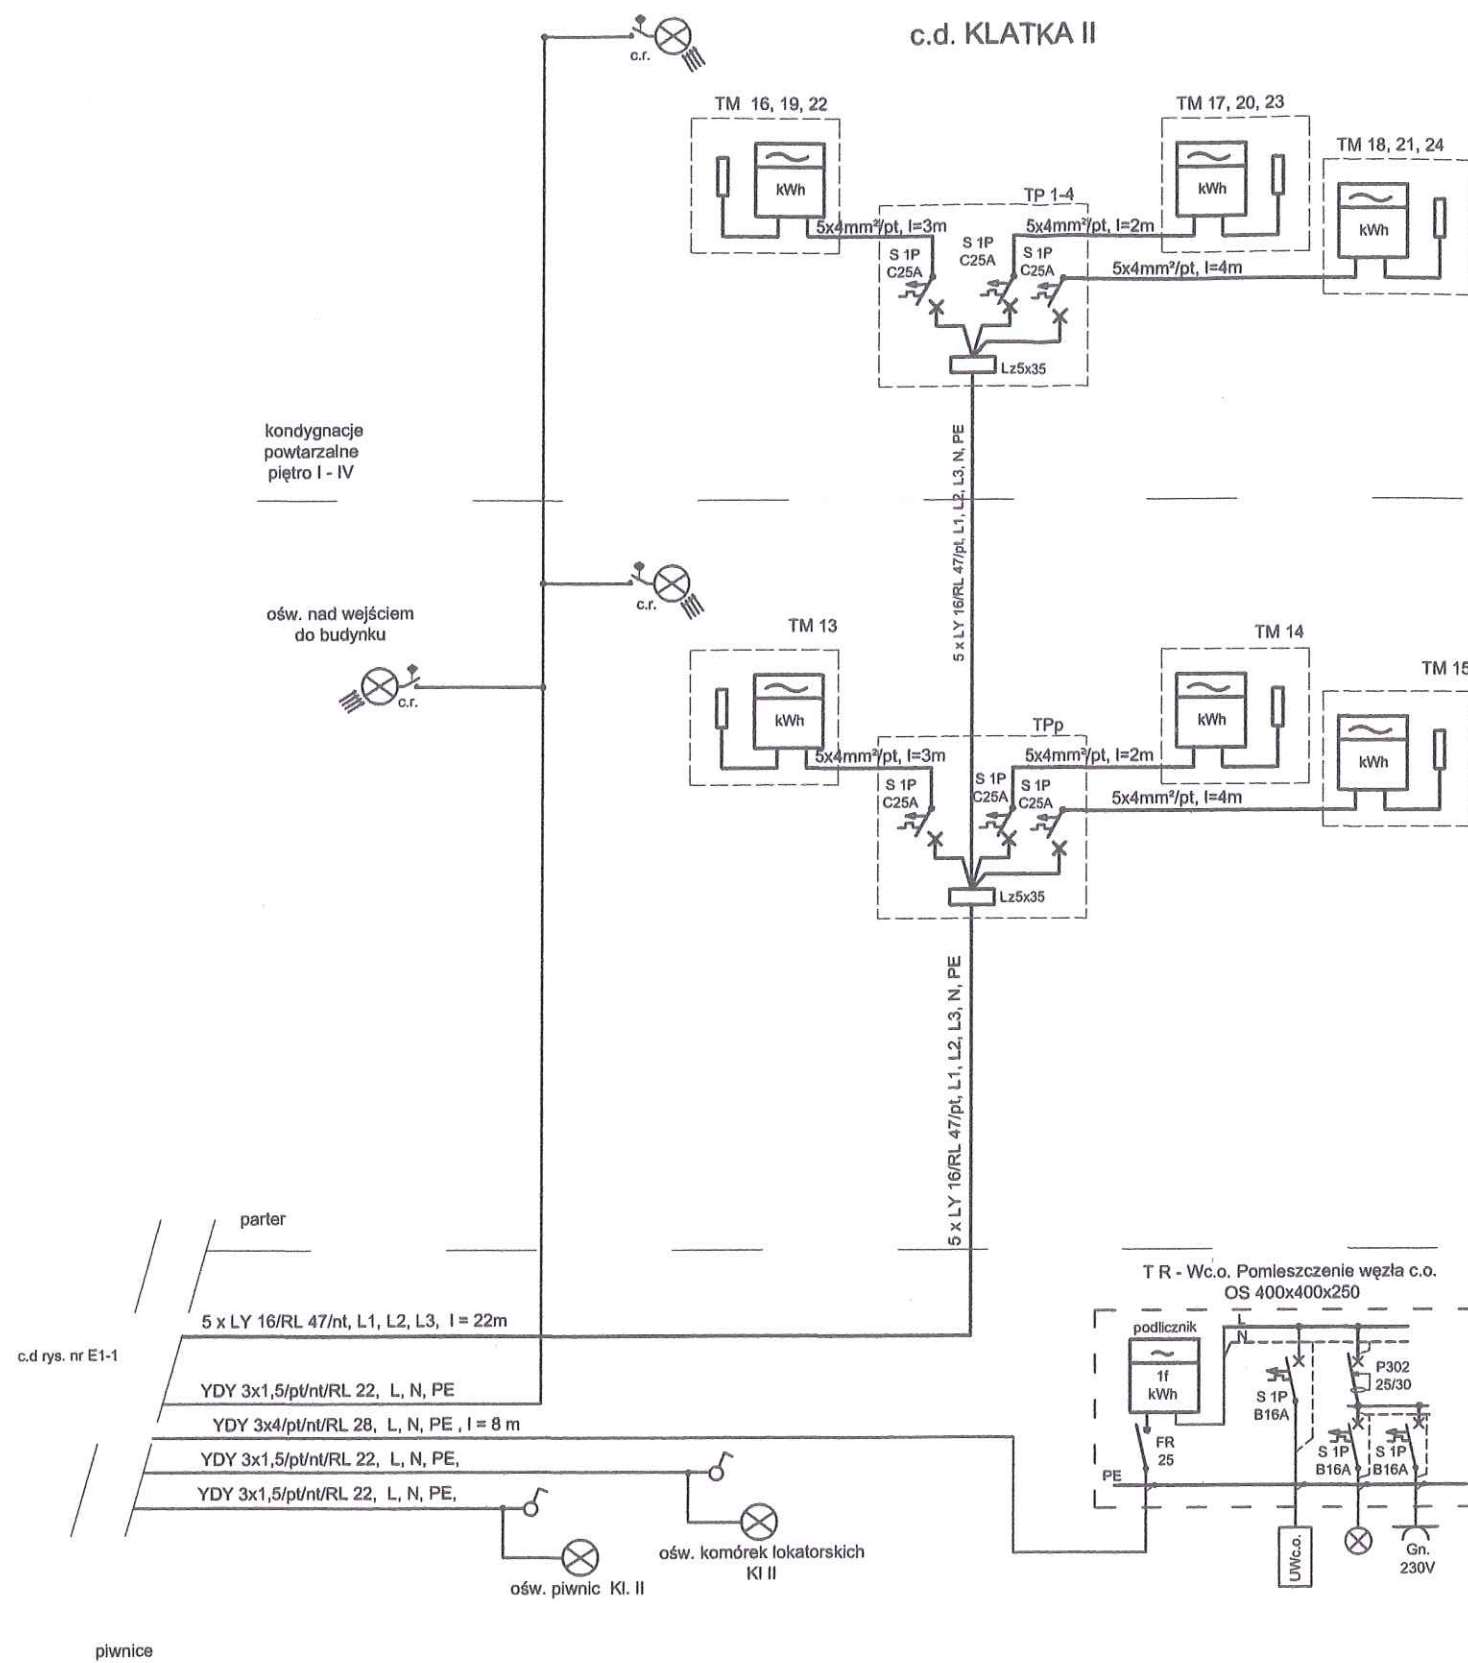 c.d. KLATKA II
c.r.
TM 16, 19, 22
kWh
TM 17, 20, 23
kWh
TM 18, 21, 24
kWh
TP 1-4
5x4mm²/pt, l=3m
5x4mm²/pt, l=2m
5x4mm²/pt, l=4m
S 1P
C25A
S 1P
C25A
S 1P
C25A
Lz5x35
kondygnacje
powtarzalne
piętro I - IV
5 x LY 16/RL 47/pt, L1, L2, L3, N, PE
c.r.
ośw. nad wejściem
do budynku
c.r.
TM 13
kWh
TM 14
kWh
TM 15
kWh
TPp
5x4mm²/pt, l=3m
5x4mm²/pt, l=2m
5x4mm²/pt, l=4m
S 1P
C25A
S 1P
C25A
S 1P
C25A
Lz5x35
5 x LY 16/RL 47/pt, L1, L2, L3, N, PE
parter
T R - Wc.o. Pomieszczenie węzła c.o.
OS 400x400x250
5 x LY 16/RL 47/nt, L1, L2, L3, l = 22m
c.d rys. nr E1-1
YDY 3x1,5/pt/nt/RL 22, L, N, PE
YDY 3x4/pt/nt/RL 28, L, N, PE , l = 8 m
YDY 3x1,5/pt/nt/RL 22, L, N, PE,
YDY 3x1,5/pt/nt/RL 22, L, N, PE,
podlicznik
1f
kWh
L
N
FR
25
PE
S 1P
B16A
P302
25/30
S 1P
B16A
S 1P
B16A
UWc.o.
Gn.
230V
ośw. komórek lokatorskich
Kl II
ośw. piwnic Kl. II
piwnice